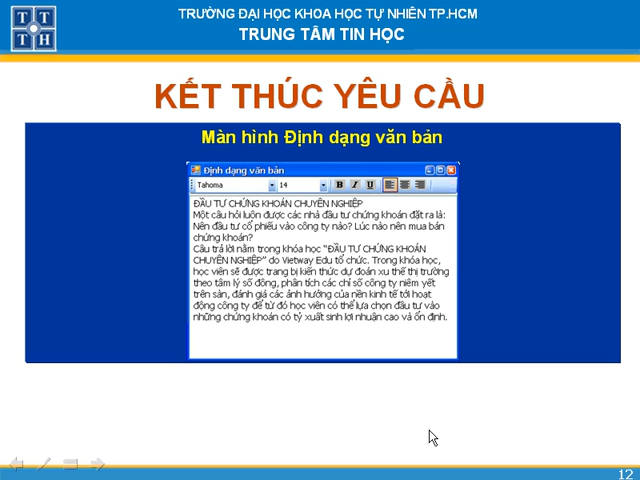 TRƯỜNG ĐẠI HỌC KHOA HỌC TỰ NHIÊN TP.HCM
TRUNG TÂM TIN HỌC
T T
T H
KẾT THÚC YÊU CẦU
Màn hình Định dạng văn bản
Định dạng văn bản
Tahoma 14 B I U
ĐẦU TƯ CHỨNG KHOÁN CHUYÊN NGHIỆP
Một câu hỏi luôn được các nhà đầu tư chứng khoán đặt ra là:
Nên đầu tư cổ phiếu vào công ty nào? Lúc nào nên mua bán
chứng khoán?
Câu trả lời nằm trong khóa học "ĐẦU TƯ CHỨNG KHOÁN
CHUYÊN NGHIỆP" do Vietway Edu tổ chức. Trong khóa học,
học viên sẽ được trang bị kiến thức dự đoán xu thế thị trường
theo tâm lý số đông, phân tích các chỉ số công ty niêm yết
trên sàn, đánh giá các ảnh hưởng của nền kinh tế tới hoạt
động công ty để từ đó học viên có thể lựa chọn đầu tư vào
những chứng khoán có tỷ xuất sinh lợi nhuận cao và ổn định.
12